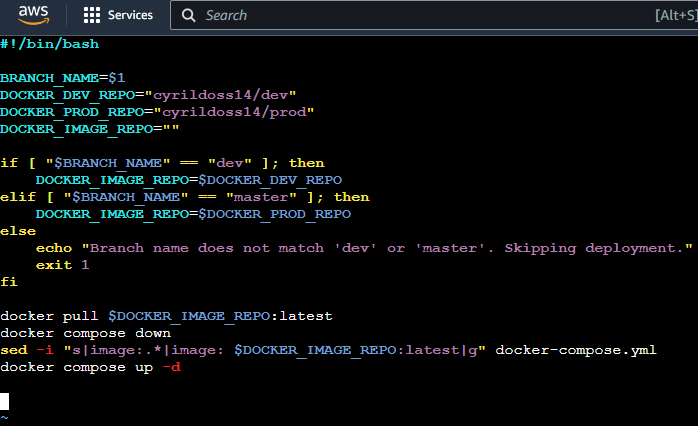 aws Services Search [Alt+S]
#!/bin/bash
BRANCH_NAME=$1
DOCKER_DEV_REPO="cyrildoss14/dev"
DOCKER_PROD_REPO="cyrildoss14/prod"
DOCKER_IMAGE_REPO=""
if [ "$BRANCH_NAME" == "dev" ]; then
    DOCKER_IMAGE_REPO=$DOCKER_DEV_REPO
elif [ "$BRANCH_NAME" == "master" ]; then
    DOCKER_IMAGE_REPO=$DOCKER_PROD_REPO
else
    echo "Branch name does not match 'dev' or 'master'. Skipping deployment."
    exit 1
fi
docker pull $DOCKER_IMAGE_REPO:latest
docker compose down
sed -i "s|image:.*|image: $DOCKER_IMAGE_REPO:latest|g" docker-compose.yml
docker compose up -d
~